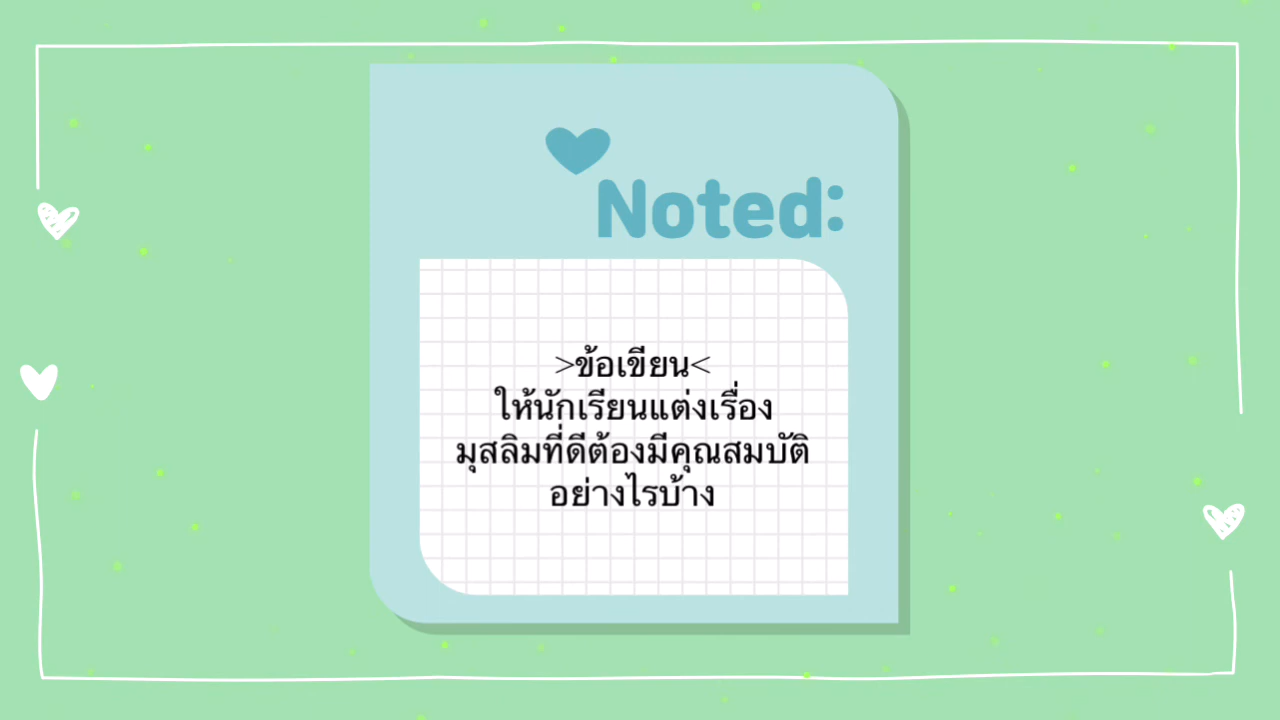 Noted:
>ข้อเขียน<
ให้นักเรียนแต่งเรื่อง
มุสลิมที่ดีต้องมีคุณสมบัติ
อย่างไรบ้าง